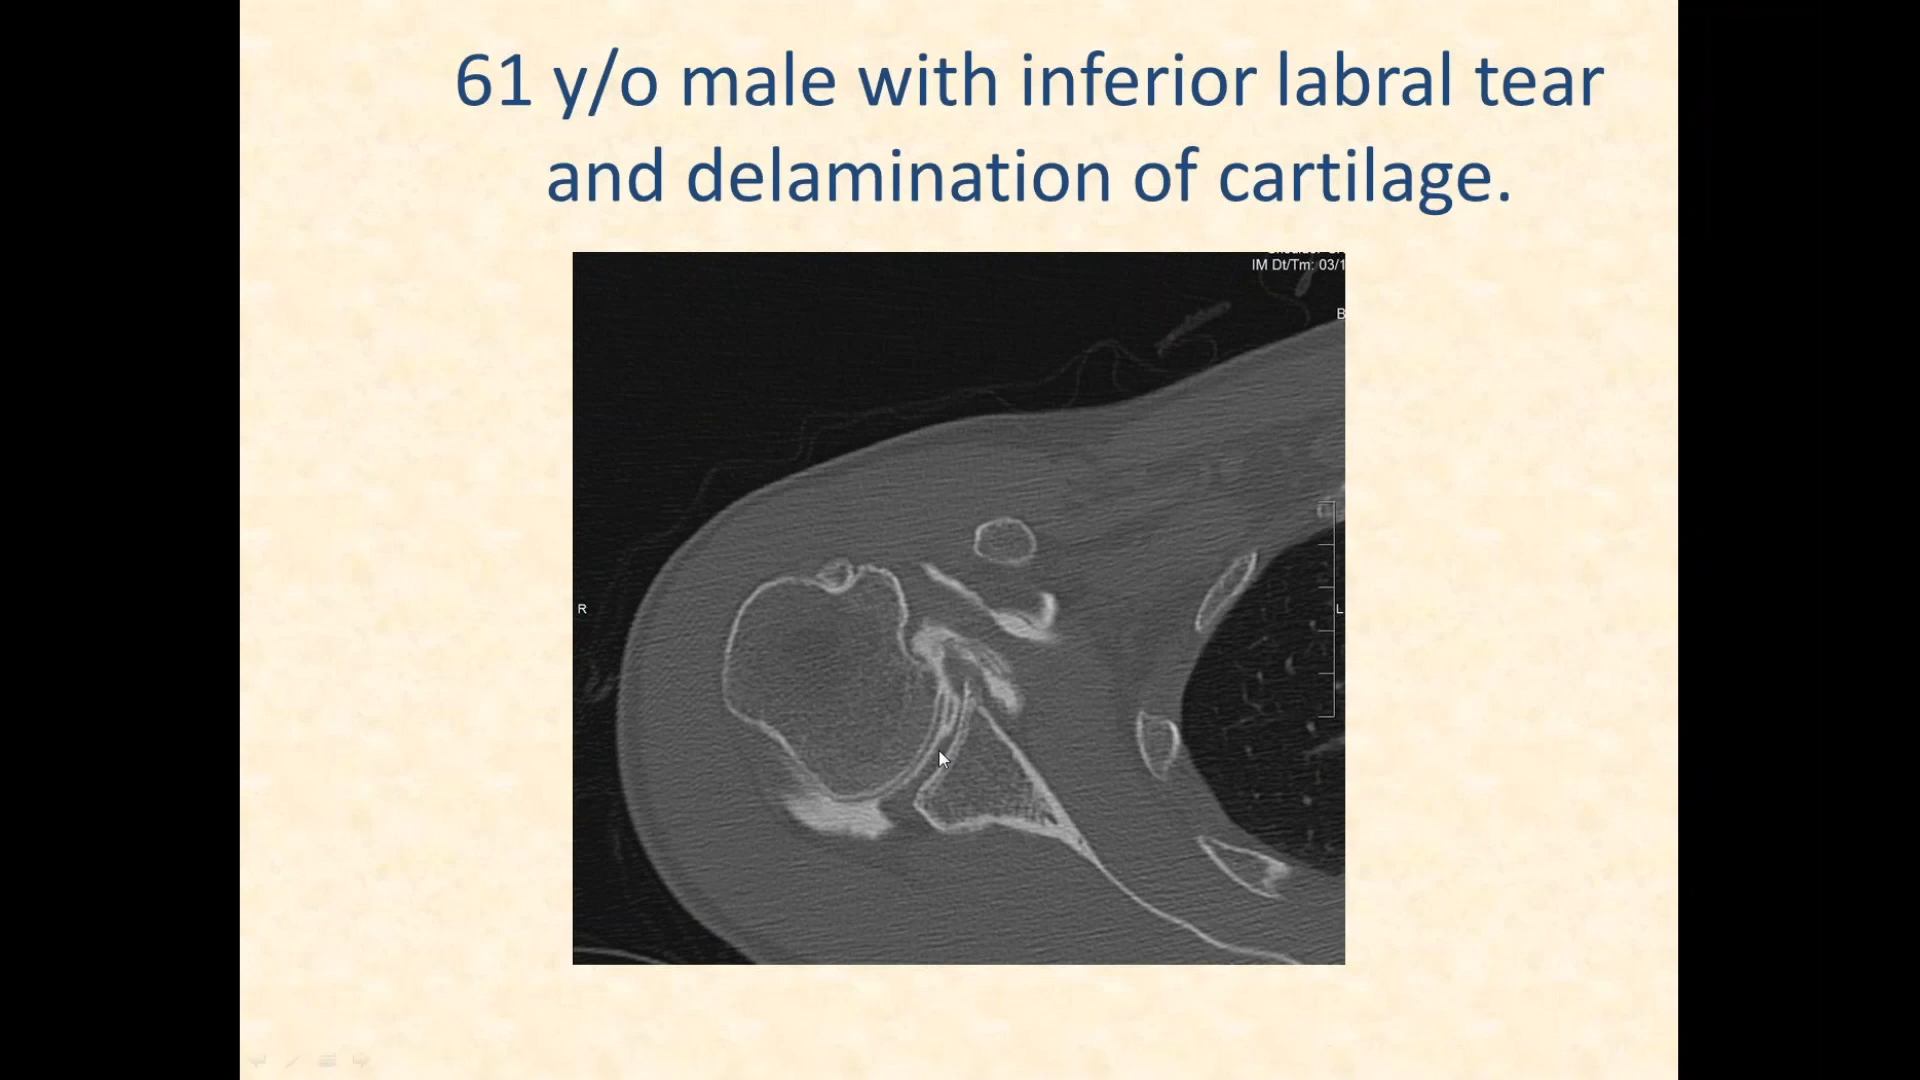 61 y/o male with inferior labral tear
and delamination of cartilage.
IM Dt/Tm: 03/1
B
R
L